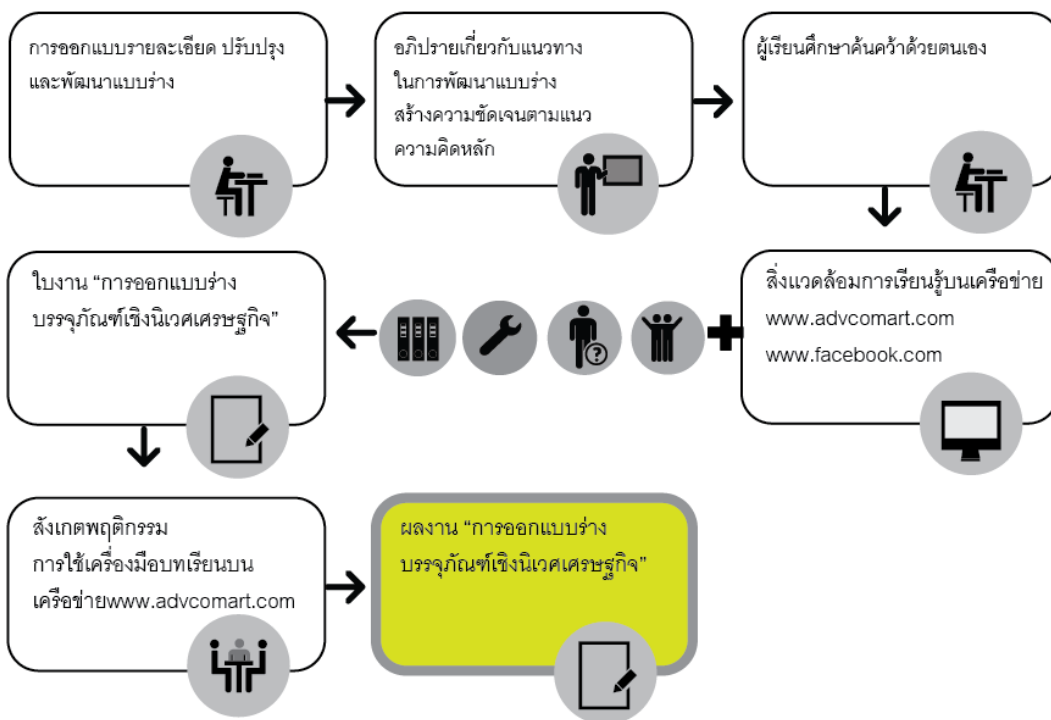 การออกแบบรายละเอียด ปรับปรุง
และพัฒนาแบบร่าง
อภิปรายเกี่ยวกับแนวทาง
ในการพัฒนาแบบร่าง
สร้างความชัดเจนตามแนว
ความคิดหลัก
ผู้เรียนศึกษาค้นคว้าด้วยตนเอง
สิ่งแวดล้อมการเรียนรู้บนเครือข่าย
www.advcomart.com
www.facebook.com
?
ใบงาน “การออกแบบร่าง
บรรจุภัณฑ์เชิงนิเวศเศรษฐกิจ”
สังเกตพฤติกรรม
การใช้เครื่องมือบทเรียนบน
เครือข่ายwww.advcomart.com
ผลงาน “การออกแบบร่าง
บรรจุภัณฑ์เชิงนิเวศเศรษฐกิจ”